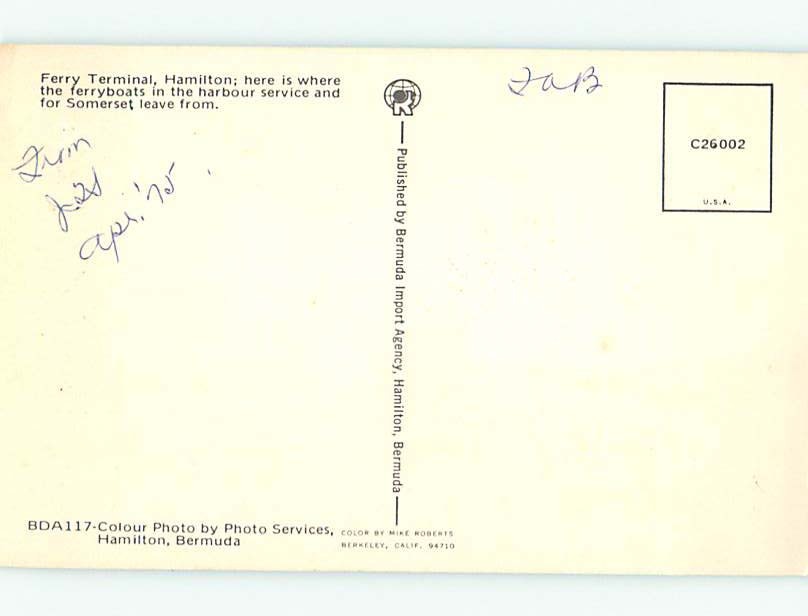 Ferry Terminal, Hamilton; here is where
the ferryboats in the harbour service and
for Somerset leave from.
Apr. '75
Published by Bermuda Import Agency, Hamilton, Bermuda
C26002
U.S.A.
BDA117-Colour Photo by Photo Services,
Hamilton, Bermuda
COLOR BY MIKE ROBERTS
BERKELEY, CALIF. 94710